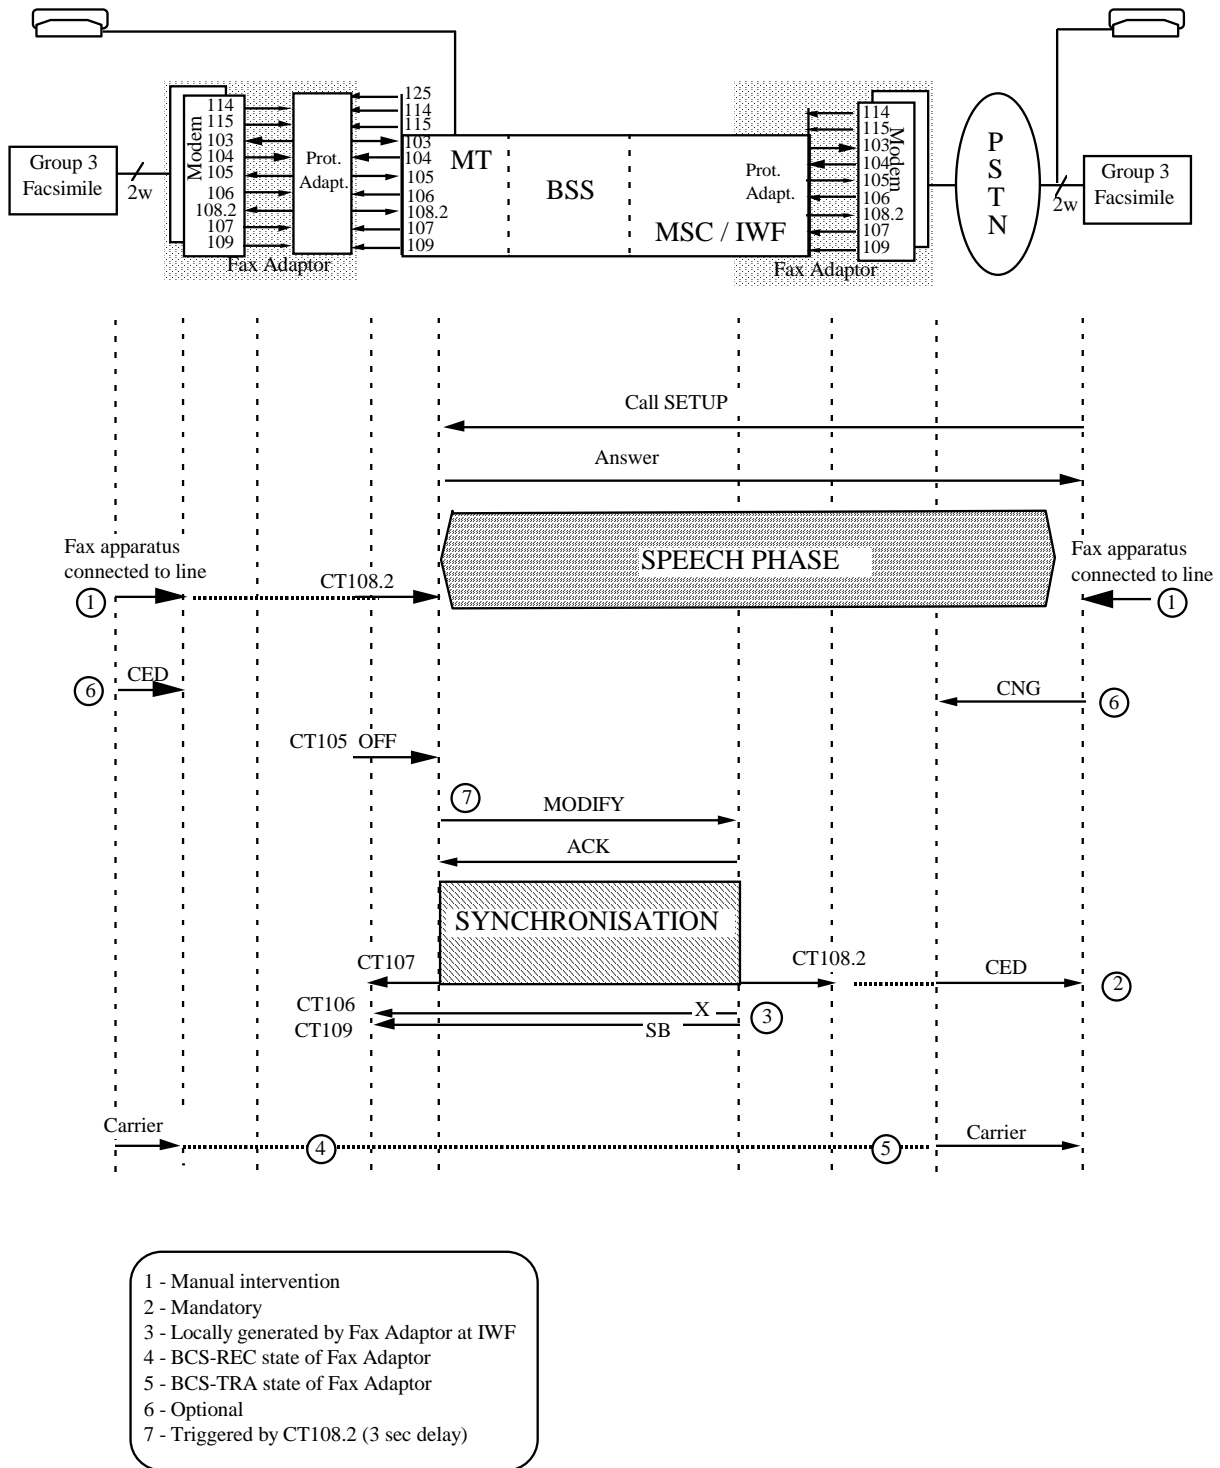 125
114
115
103
104
105
106
108.2
107
109
Modem
Prot.
Adapt.
114
115
103
104
105
106
108.2
107
109
Fax Adaptor
Group 3
Facsimile
2w
MT
BSS
MSC / IWF
Prot.
Adapt.
114
115
103
104
105
106
108.2
107
109
Modem
Fax Adaptor
P
S
T
N
2w
Group 3
Facsimile
Call SETUP
Answer
SPEECH PHASE
Fax apparatus
connected to line
1
CT108.2
Fax apparatus
connected to line
1
6
CED
CNG
6
CT105 OFF
7
MODIFY
ACK
SYNCHRONISATION
CT107
CT108.2
CED
2
CT106
X
3
CT109
SB
Carrier
4
5
Carrier
1 - Manual intervention
2 - Mandatory
3 - Locally generated by Fax Adaptor at IWF
4 - BCS-REC state of Fax Adaptor
5 - BCS-TRA state of Fax Adaptor
6 - Optional
7 - Triggered by CT108.2 (3 sec delay)